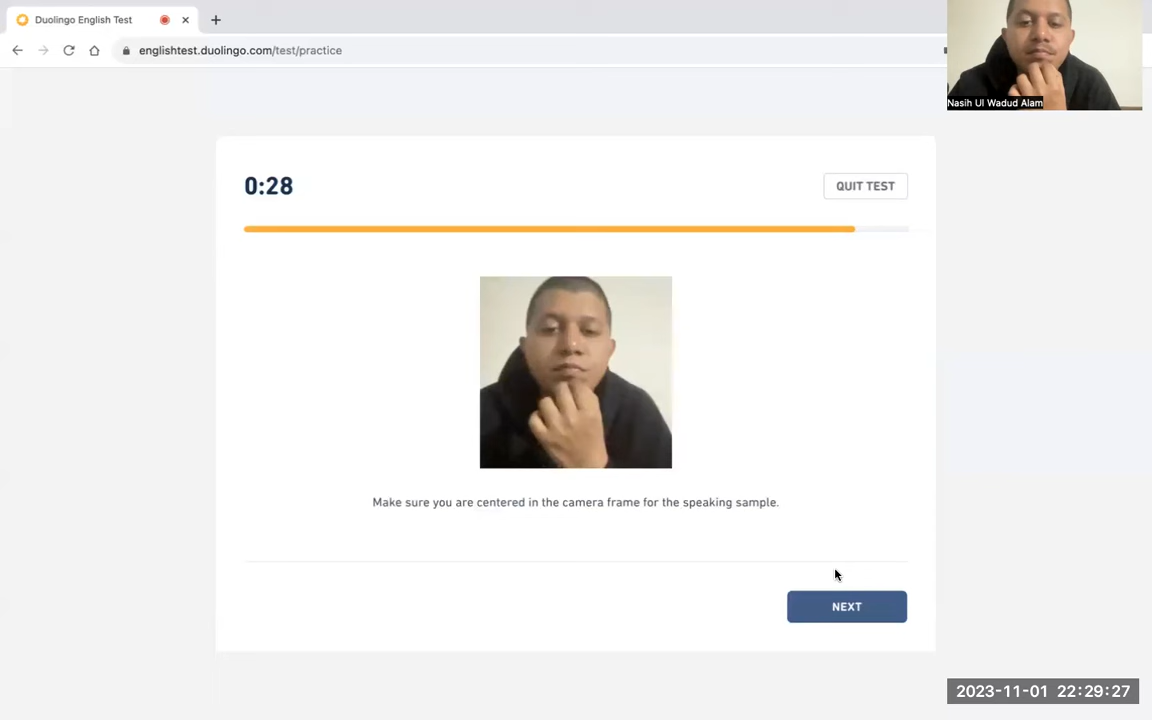 Duolingo English Test
englishtest.duolingo.com/test/practice
Nasih Ul Wadud Alam
0:28
QUIT TEST
Make sure you are centered in the camera frame for the speaking sample.
NEXT
2023-11-01 22:29:27